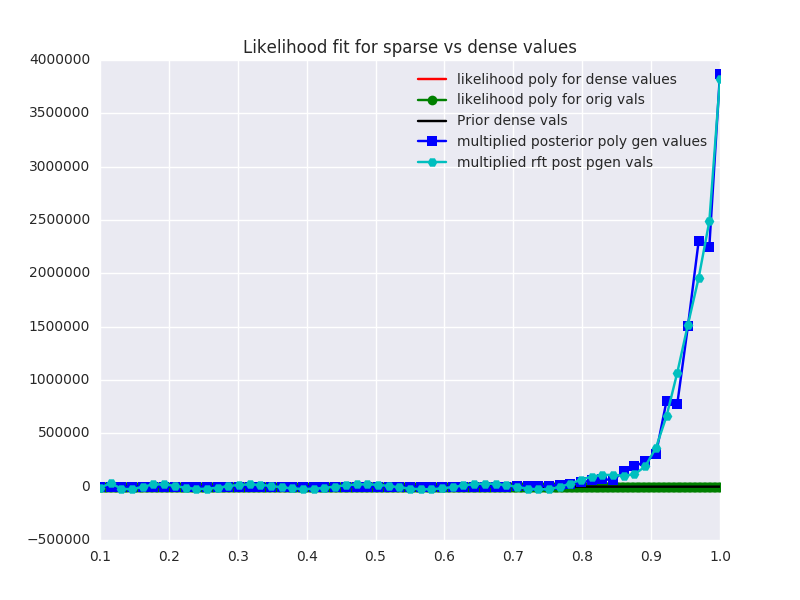 Likelihood fit for sparse vs dense values
4000000
3500000
3000000
2500000
2000000
1500000
1000000
500000
0
−500000
likelihood poly for dense values
likelihood poly for orig vals
Prior dense vals
multiplied posterior poly gen values
multiplied rft post pgen vals
0.1 0.2 0.3 0.4 0.5 0.6 0.7 0.8 0.9 1.0